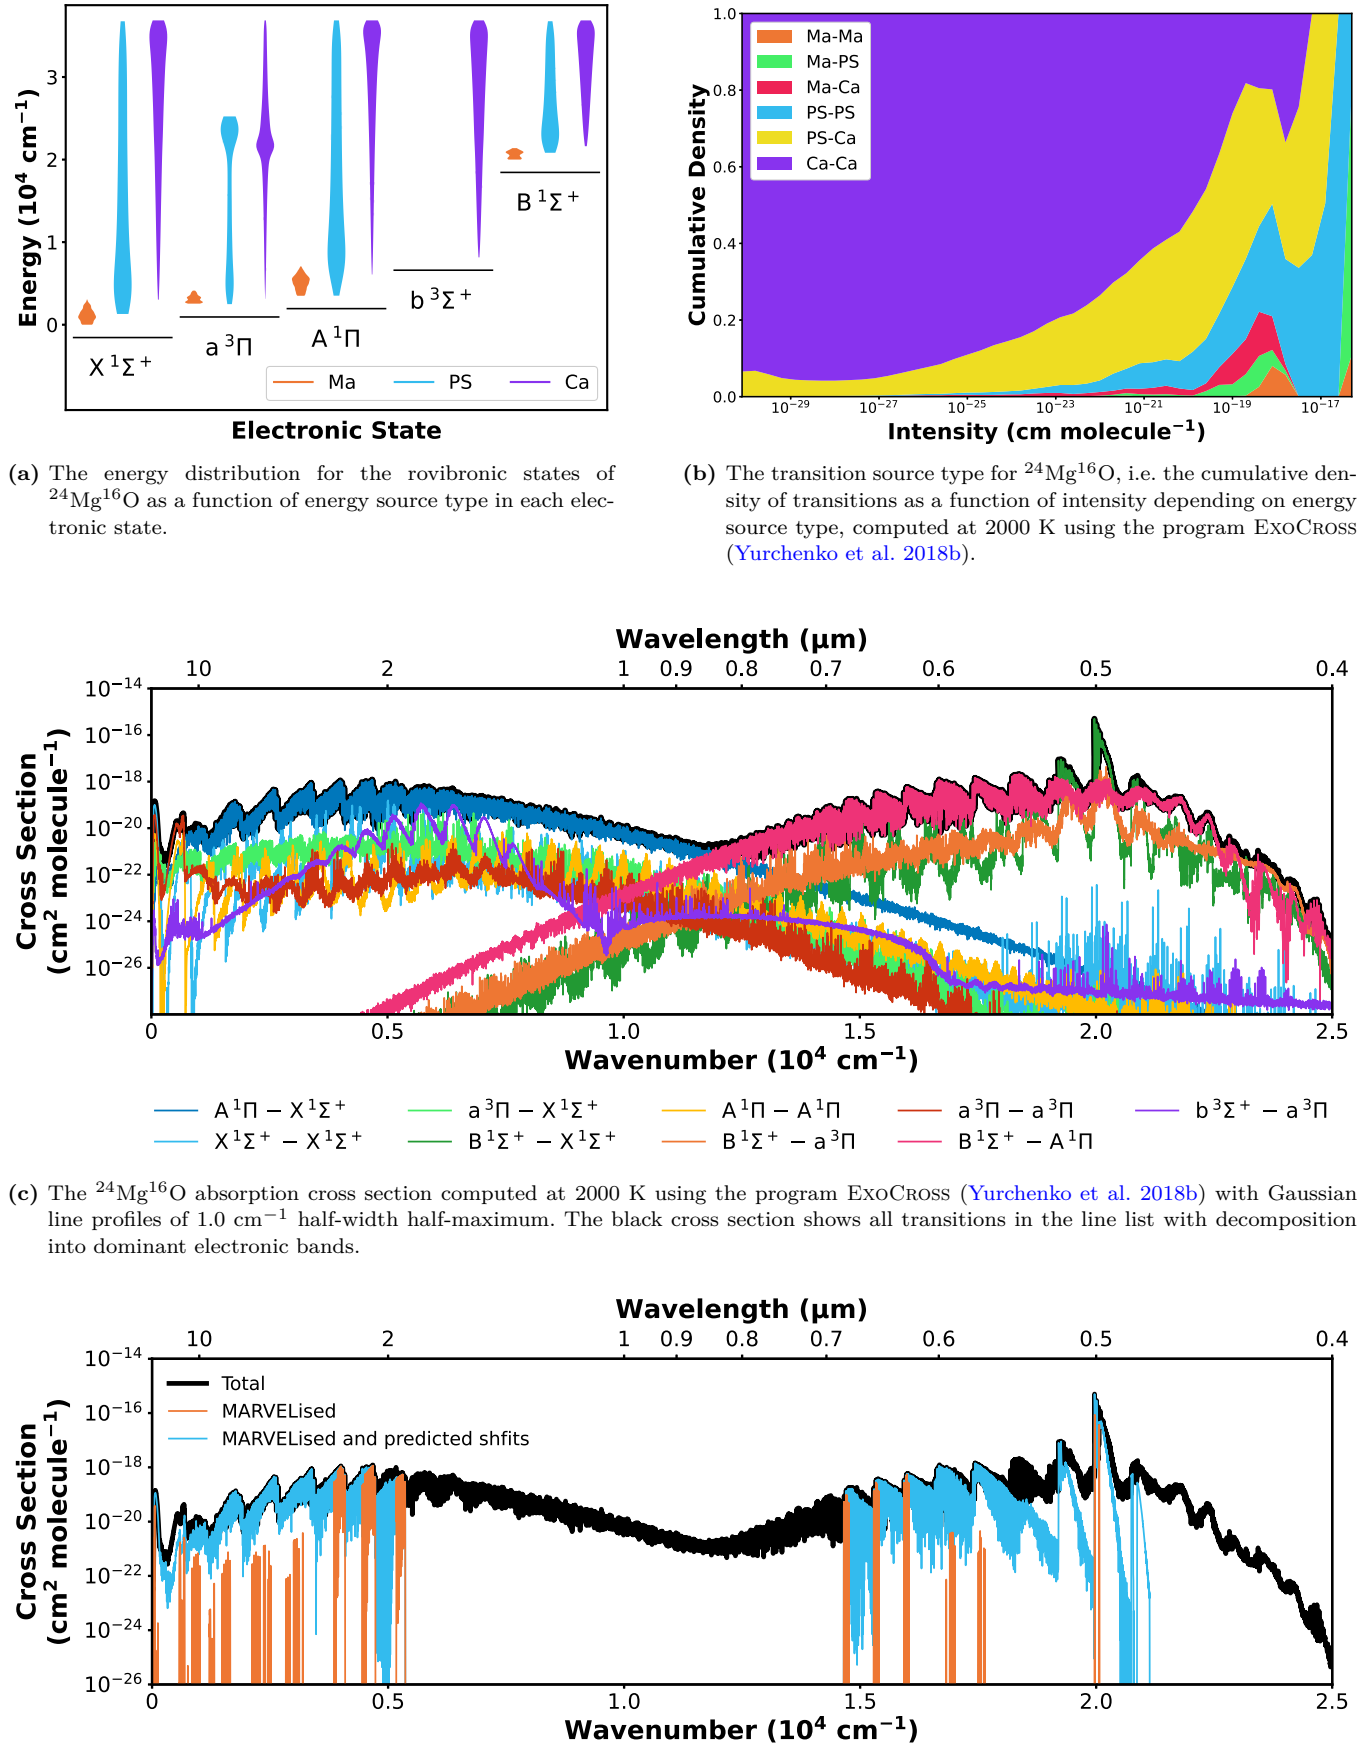 Energy (10⁴ cm⁻¹)
3
2
1
0
X ¹Σ⁺
a ³Π
A ¹Π
b ³Σ⁺
B ¹Σ⁺
Ma PS Ca
Electronic State
Cumulative Density
1.0
0.8
0.6
0.4
0.2
0.0
Ma-Ma
Ma-PS
Ma-Ca
PS-PS
PS-Ca
Ca-Ca
10⁻²⁹ 10⁻²⁷ 10⁻²⁵ 10⁻²³ 10⁻²¹ 10⁻¹⁹ 10⁻¹⁷
Intensity (cm molecule⁻¹)
(a) The energy distribution for the rovibronic states of
²⁴Mg¹⁶O as a function of energy source type in each elec-
tronic state.
(b) The transition source type for ²⁴Mg¹⁶O, i.e. the cumulative den-
sity of transitions as a function of intensity depending on energy
source type, computed at 2000 K using the program EXOCROSS
(Yurchenko et al. 2018b).
Wavelength (μm)
10 2 1 0.9 0.8 0.7 0.6 0.5 0.4
Cross Section
(cm² molecule⁻¹)
10⁻¹⁴
10⁻¹⁶
10⁻¹⁸
10⁻²⁰
10⁻²²
10⁻²⁴
10⁻²⁶
0 0.5 1.0 1.5 2.0 2.5
Wavenumber (10⁴ cm⁻¹)
A ¹Π − X ¹Σ⁺ a ³Π − X ¹Σ⁺ A ¹Π − A ¹Π a ³Π − a ³Π b ³Σ⁺ − a ³Π
X ¹Σ⁺ − X ¹Σ⁺ B ¹Σ⁺ − X ¹Σ⁺ B ¹Σ⁺ − a ³Π B ¹Σ⁺ − A ¹Π
(c) The ²⁴Mg¹⁶O absorption cross section computed at 2000 K using the program EXOCROSS (Yurchenko et al. 2018b) with Gaussian
line profiles of 1.0 cm⁻¹ half-width half-maximum. The black cross section shows all transitions in the line list with decomposition
into dominant electronic bands.
Wavelength (μm)
10 2 1 0.9 0.8 0.7 0.6 0.5 0.4
Cross Section
(cm² molecule⁻¹)
10⁻¹⁴
10⁻¹⁶
10⁻¹⁸
10⁻²⁰
10⁻²²
10⁻²⁴
10⁻²⁶
Total
MARVELised
MARVELised and predicted shfits
0 0.5 1.0 1.5 2.0 2.5
Wavenumber (10⁴ cm⁻¹)